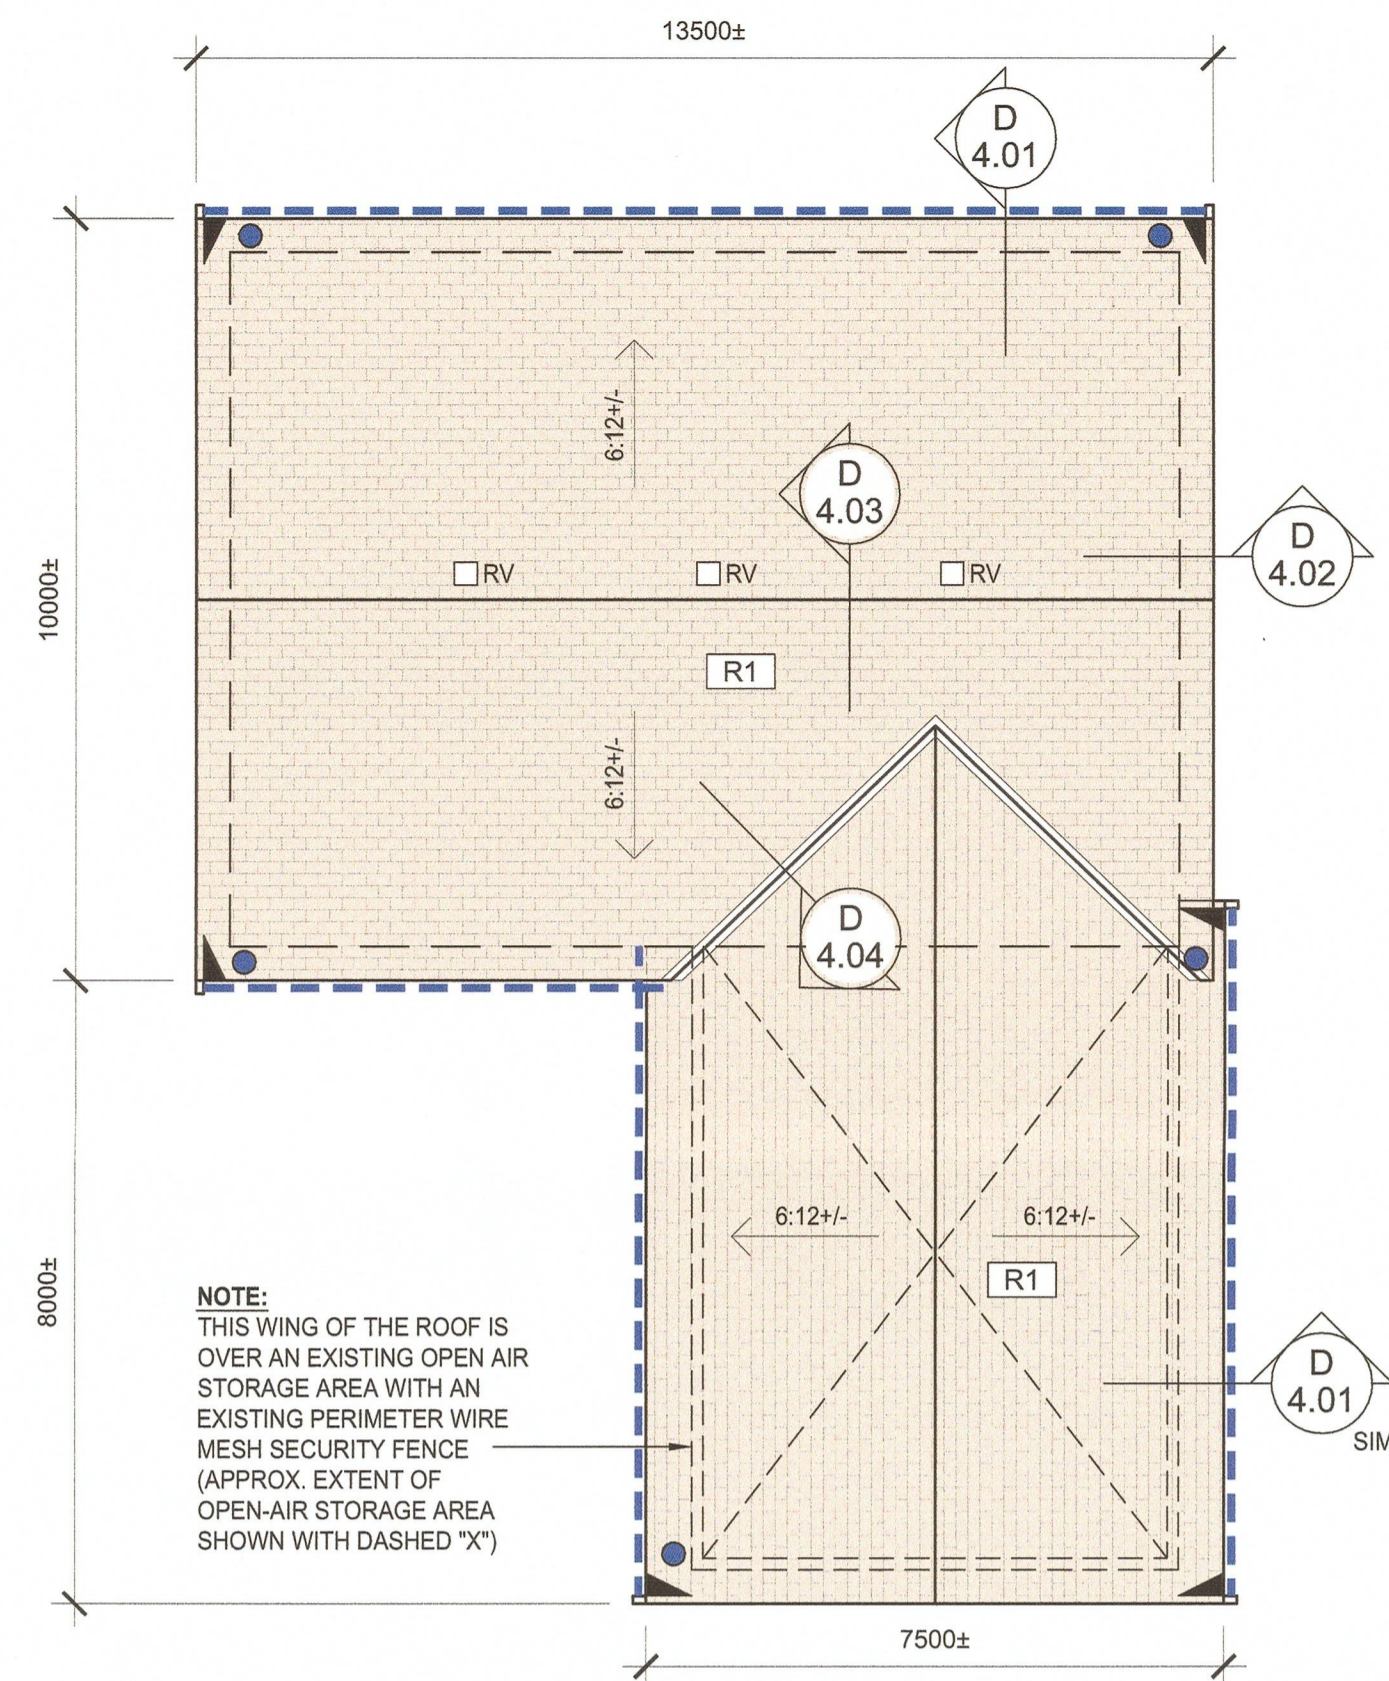 13500±
D
4.01
6:12+/-
D
4.03
D
4.02
10000±
RV
RV
RV
R1
6:12+/-
D
4.04
6:12+/-
6:12+/-
R1
8000±
NOTE:
THIS WING OF THE ROOF IS
OVER AN EXISTING OPEN AIR
STORAGE AREA WITH AN
EXISTING PERIMETER WIRE
MESH SECURITY FENCE
(APPROX. EXTENT OF
OPEN-AIR STORAGE AREA
SHOWN WITH DASHED "X")
D
4.01
SIM
7500±